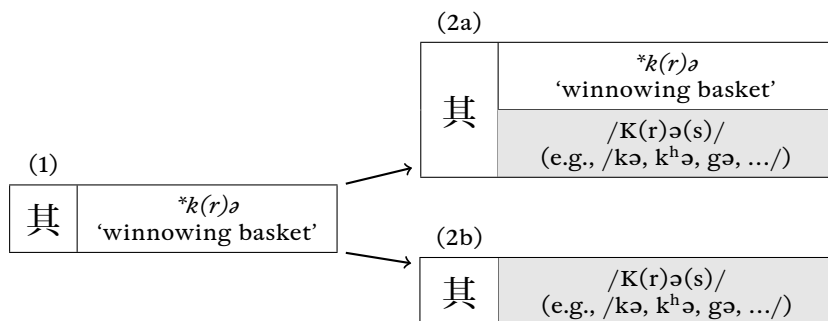 (2a)
其
*k(r)ə
‘winnowing basket’
/K(r)ə(s)/
(e.g., /kə, kʰə, gə, .../)
(1)
其
*k(r)ə
‘winnowing basket’
(2b)
其
/K(r)ə(s)/
(e.g., /kə, kʰə, gə, .../)